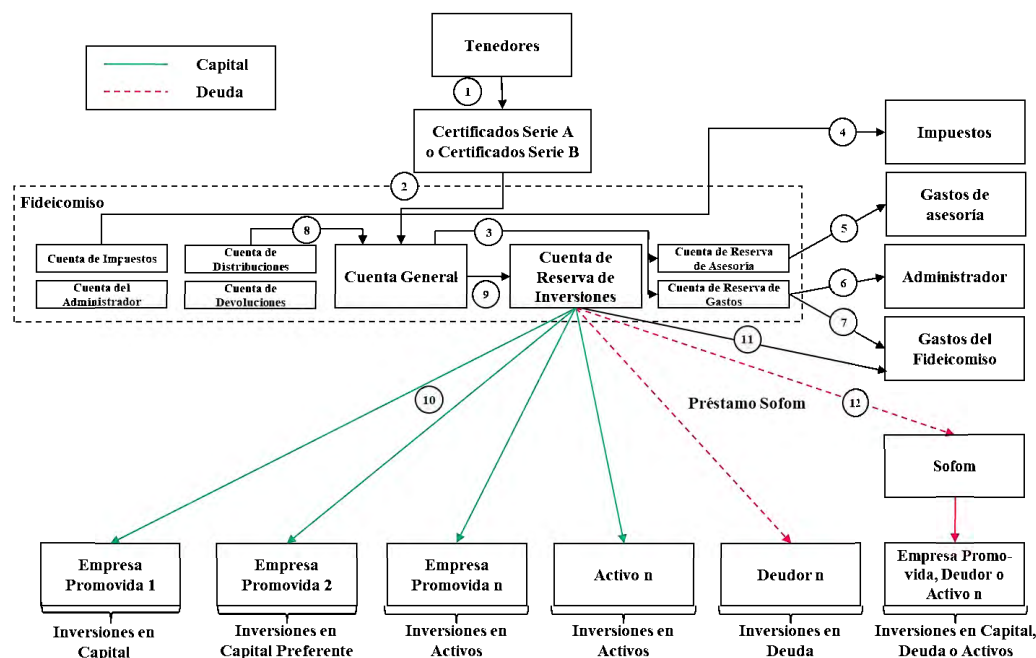 Tenedores
Capital
Deuda
1
Certificados Serie A
o Certificados Serie B
4
Impuestos
2
Fideicomiso
Gastos de
asesoría
8
3
5
Cuenta de Impuestos
Cuenta de
Distribuciones
Cuenta General
Cuenta de
Reserva de
Inversiones
Cuenta de Reserva
de Asesoría
Cuenta del
Administrador
Cuenta de
Devoluciones
9
Cuenta de Reserva de
Gastos
6
Administrador
7
Gastos del
Fideicomiso
11
10
Préstamo Sofom
12
Sofom
Empresa
Promovida 1
Empresa
Promovida 2
Empresa
Promovida n
Activo n
Deudor n
Empresa Promo-
vida, Deudor o
Activo n
Inversiones en
Capital
Inversiones en
Capital Preferente
Inversiones en
Activos
Inversiones en
Activos
Inversiones en
Deuda
Inversiones en Capital,
Deuda o Activos